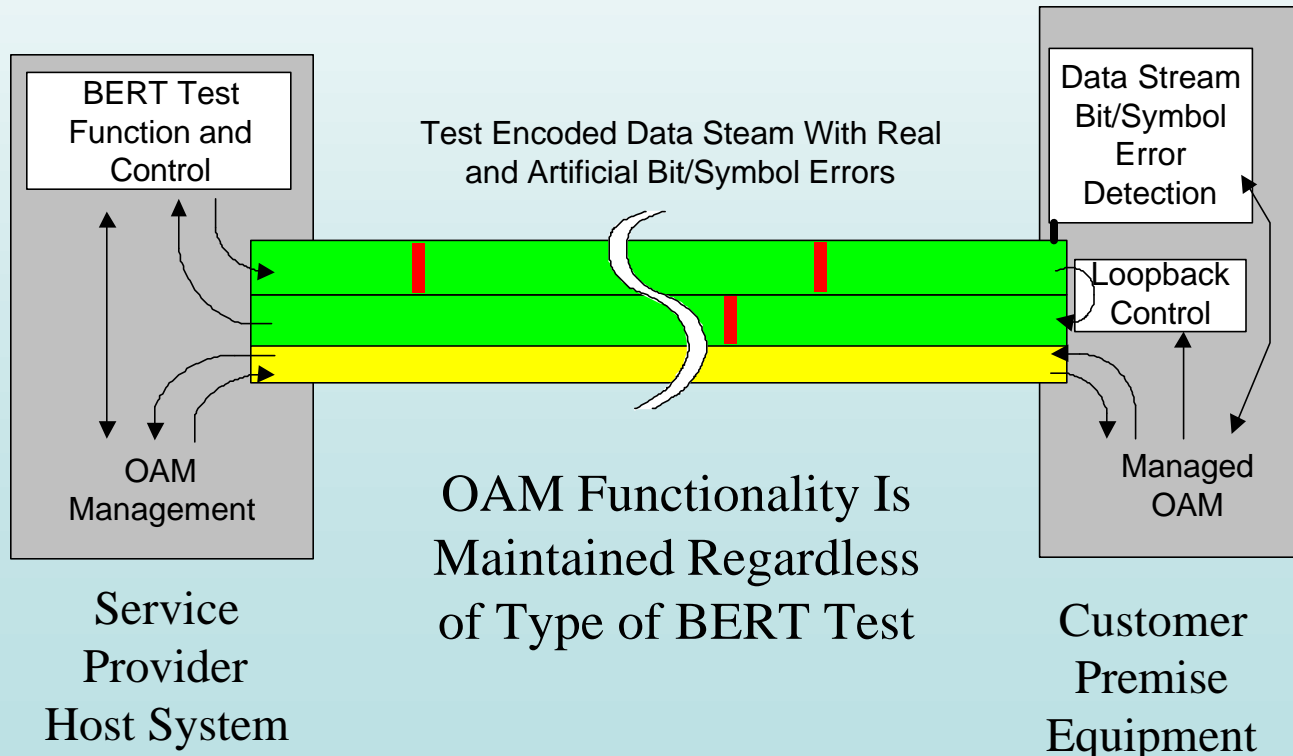 BERT Test
Function and
Control
Test Encoded Data Steam With Real
and Artificial Bit/Symbol Errors
Data Stream
Bit/Symbol
Error
Detection
Loopback
Control
OAM
Management
Managed
OAM
OAM Functionality Is
Maintained Regardless
of Type of BERT Test
Service
Provider
Host System
Customer
Premise
Equipment